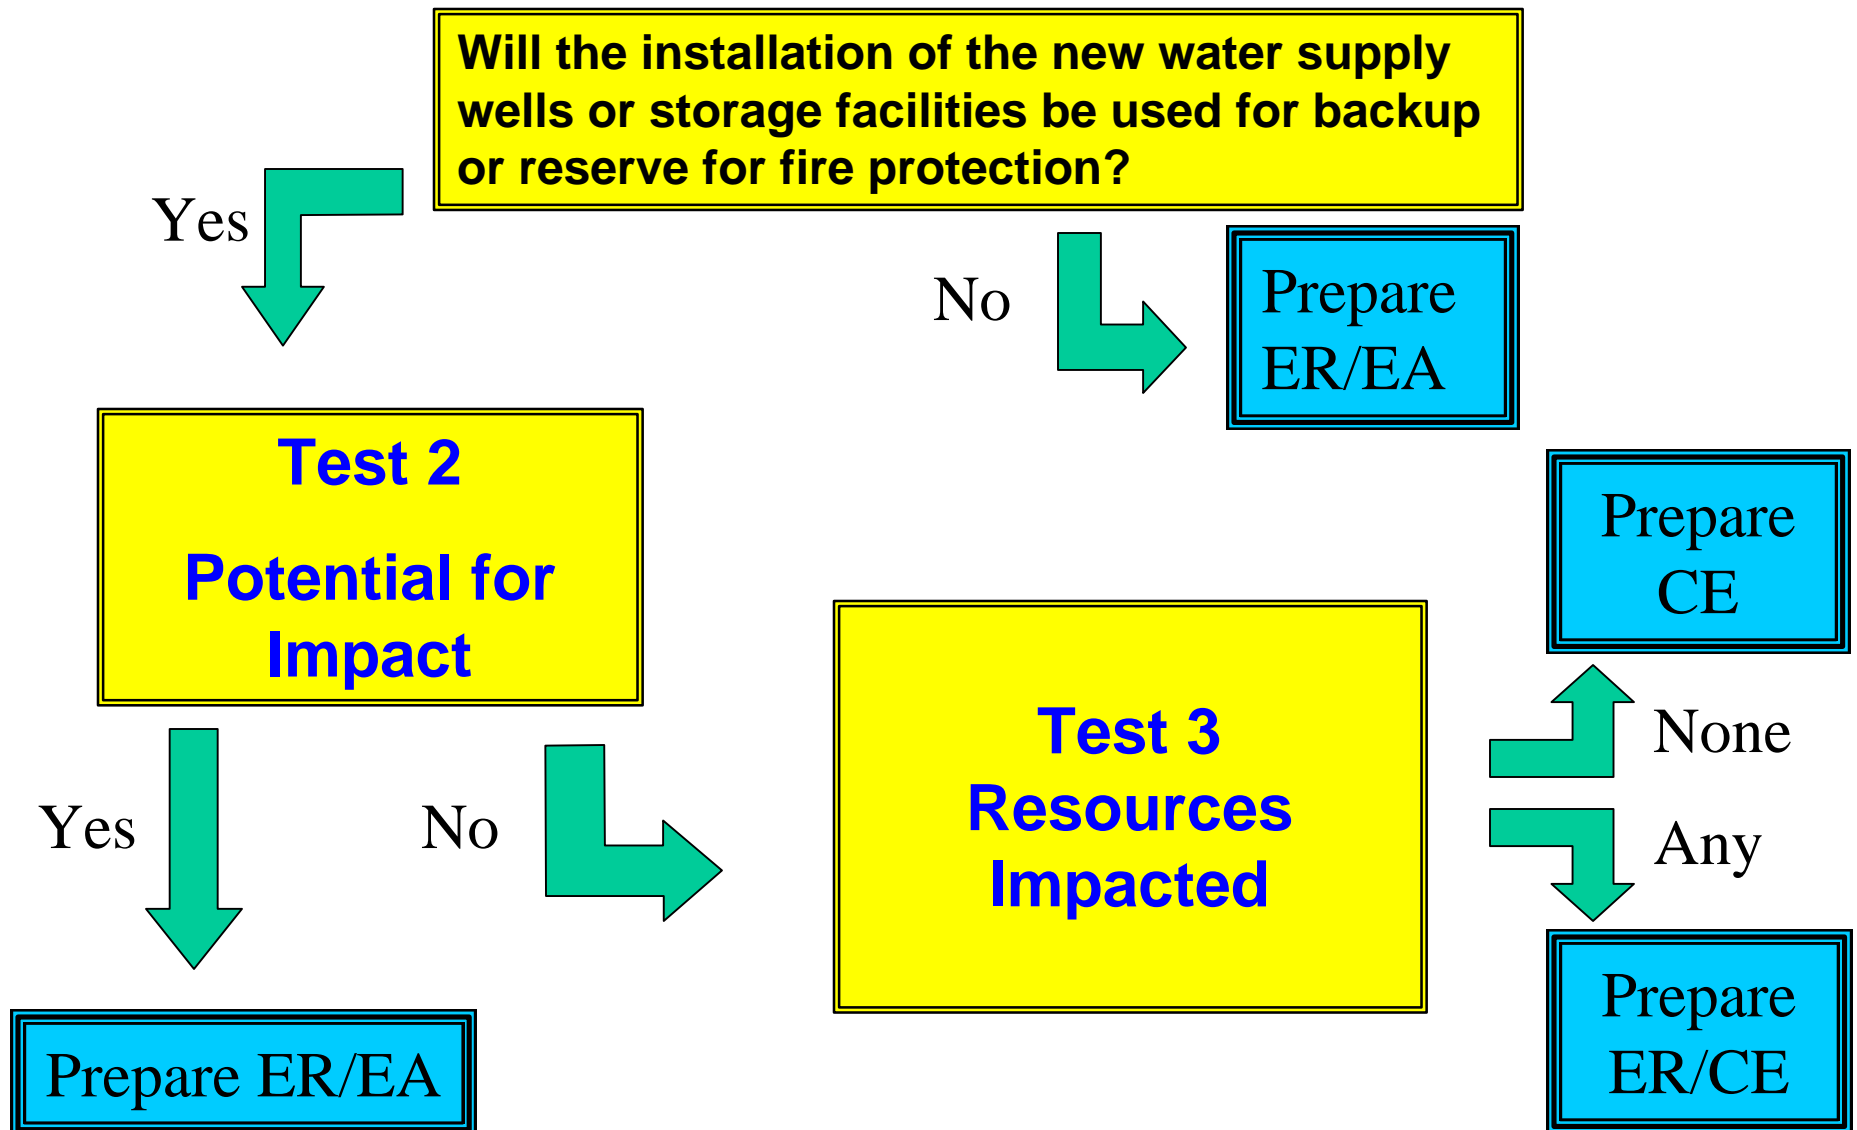 Will the installation of the new water supply
wells or storage facilities be used for backup
or reserve for fire protection?
Yes
No
Prepare
ER/EA
Test 2
Potential for
Impact
Yes
No
Test 3
Resources
Impacted
Prepare
CE
None
Any
Prepare
ER/CE
Prepare ER/EA